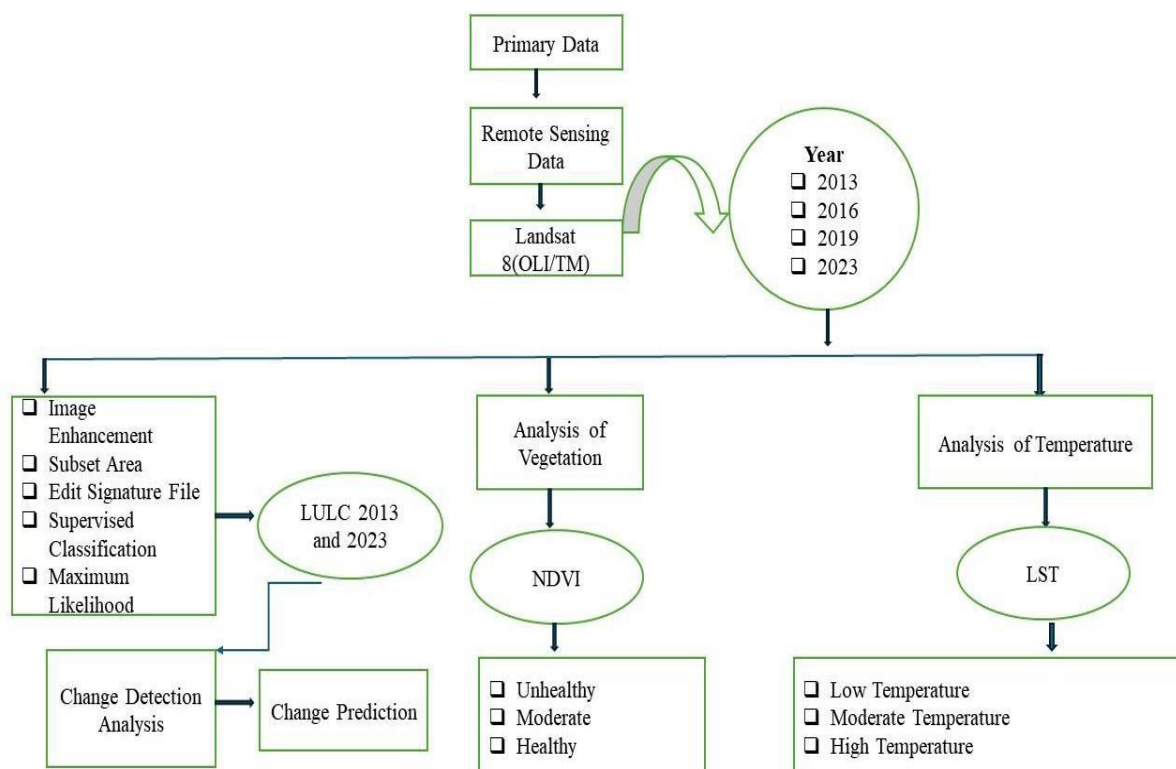 Primary Data
Remote Sensing
Data
Landsat
8(OLI/TM)
Year
❑ 2013
❑ 2016
❑ 2019
❑ 2023
❑ Image
Enhancement
❑ Subset Area
❑ Edit Signature File
❑ Supervised
Classification
❑ Maximum
Likelihood
LULC 2013
and 2023
Change Detection
Analysis
Change Prediction
Analysis of
Vegetation
NDVI
❑ Unhealthy
❑ Moderate
❑ Healthy
Analysis of Temperature
LST
❑ Low Temperature
❑ Moderate Temperature
❑ High Temperature